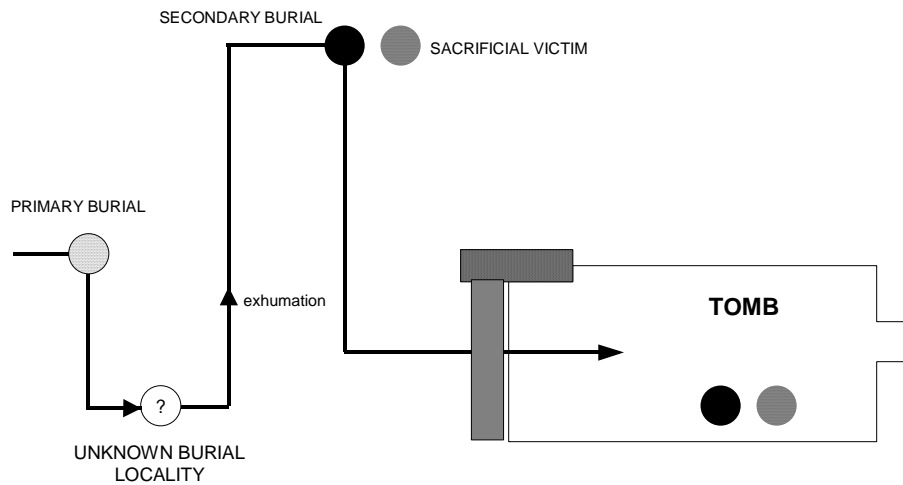 SECONDARY BURIAL
SACRIFICIAL VICTIM
PRIMARY BURIAL
exhumation
TOMB
?
UNKNOWN BURIAL
LOCALITY